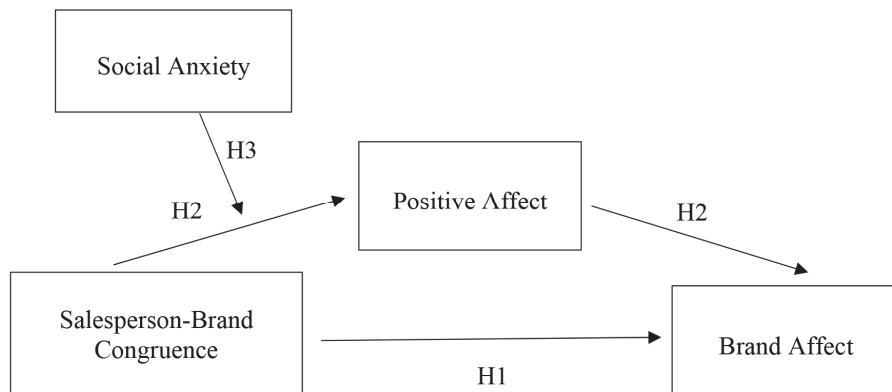 Social Anxiety
H3
H2
Positive Affect
H2
Salesperson-Brand
Congruence
Brand Affect
H1